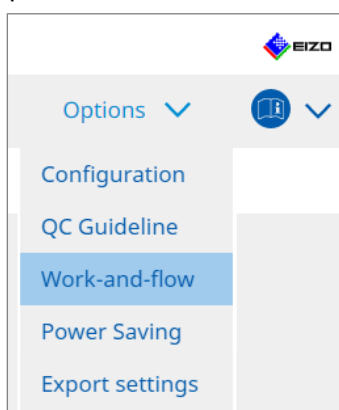 EIZO
Options
Configuration
QC Guideline
Work-and-flow
Power Saving
Export settings